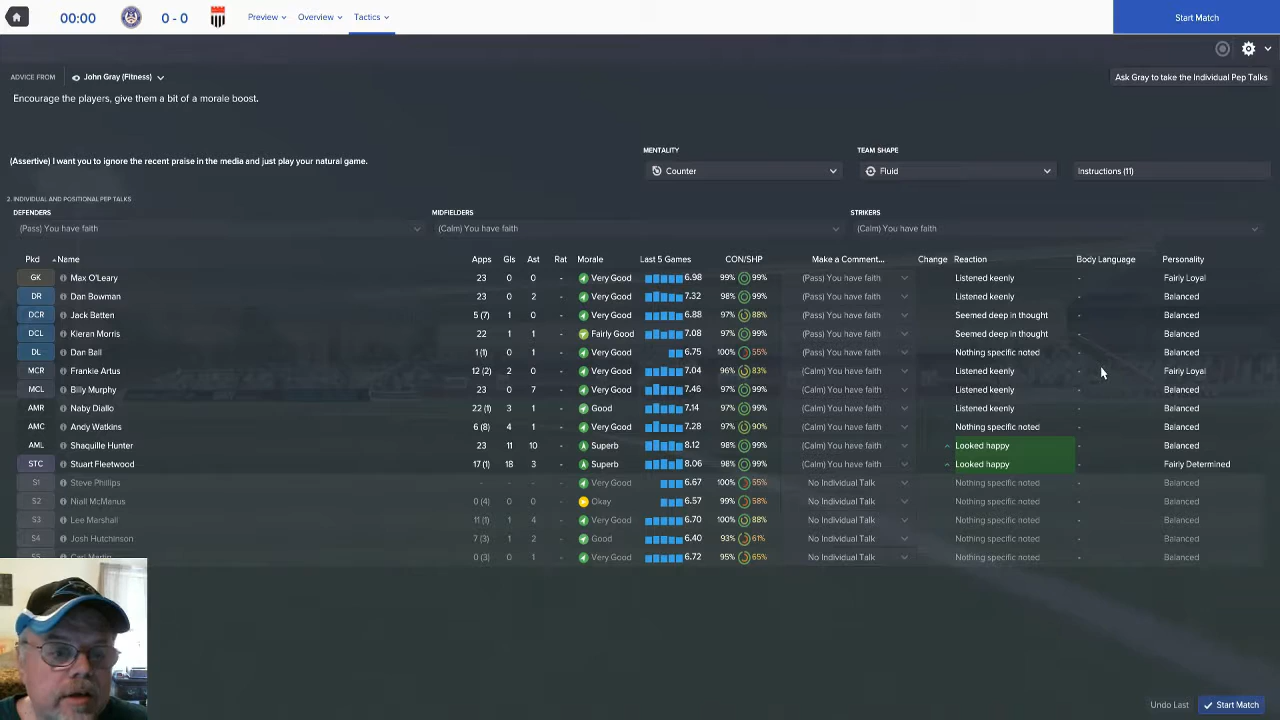 00:00 0 - 0 Preview Overview Tactics Start Match
ADVICE FROM John Gray (Fitness) Ask Gray to take the Individual Pep Talks
Encourage the players, give them a bit of a morale boost.
MENTALITY TEAM SHAPE
(Assertive) I want you to ignore the recent praise in the media and just play your natural game.
Counter Fluid Instructions (11)
2. INDIVIDUAL AND POSITIONAL PEP TALKS
DEFENDERS MIDFIELDERS STRIKERS
(Pass) You have faith (Calm) You have faith (Calm) You have faith
Pkd Name Apps Gls Ast Rat Morale Last 5 Games CON/SHP Make a Comment... Change Reaction Body Language Personality
GK Max O'Leary 23 0 0 - Very Good 6.98 99% 99% (Pass) You have faith Listened keenly - Fairly Loyal
DR Dan Bowman 23 0 2 - Very Good 7.32 98% 99% (Pass) You have faith Listened keenly - Balanced
DCR Jack Batten 5 (7) 1 0 - Very Good 6.88 97% 88% (Pass) You have faith Seemed deep in thought - Balanced
DCL Kieran Morris 22 1 1 - Fairly Good 7.08 97% 99% (Pass) You have faith Seemed deep in thought - Balanced
DL Dan Ball 1 (1) 0 1 - Very Good 6.75 100% 55% (Pass) You have faith Nothing specific noted - Balanced
MCR Frankie Artus 12 (2) 2 0 - Very Good 7.04 96% 83% (Calm) You have faith Listened keenly - Fairly Loyal
MCL Billy Murphy 23 0 7 - Very Good 7.46 97% 99% (Calm) You have faith Listened keenly - Balanced
AMR Naby Diallo 22 (1) 3 1 - Good 7.14 97% 99% (Calm) You have faith Listened keenly - Balanced
AMC Andy Watkins 6 (8) 4 1 - Very Good 7.28 97% 90% (Calm) You have faith Nothing specific noted - Balanced
AML Shaquille Hunter 23 11 10 - Superb 8.12 98% 99% (Calm) You have faith Looked happy - Balanced
STC Stuart Fleetwood 17 (1) 18 3 - Superb 8.06 98% 99% (Calm) You have faith Looked happy - Fairly Determined
S1 Steve Phillips - - - - Very Good 6.67 100% 55% No Individual Talk Nothing specific noted - Balanced
S2 Niall McManus 0 (4) 0 0 - Okay 6.57 99% 58% No Individual Talk Nothing specific noted - Balanced
S3 Lee Marshall 11 (1) 1 4 - Very Good 6.70 100% 88% No Individual Talk Nothing specific noted - Balanced
S4 Josh Hutchinson 7 (3) 1 2 - Good 6.40 93% 61% No Individual Talk Nothing specific noted - Balanced
S5 Carl Martin 0 (3) 0 1 - Very Good 6.72 95% 65% No Individual Talk Nothing specific noted - Balanced
Undo Last Start Match